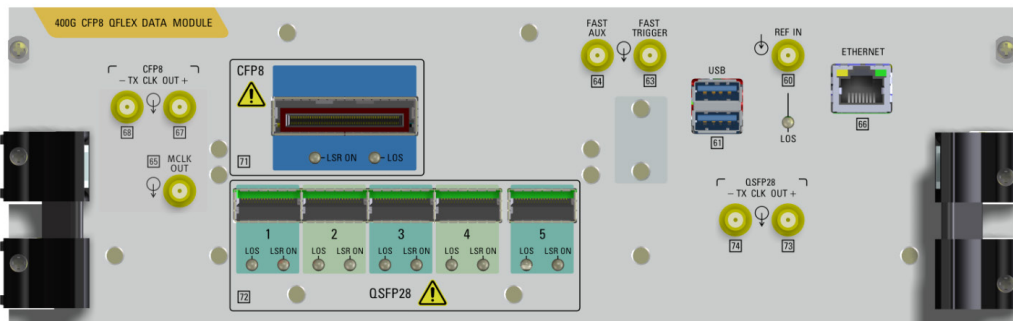 400G CFP8 QFLEX DATA MODULE
CFP8
- TX CLK OUT +
68
67
65
MCLK
OUT
CFP8
71
LSR ON
LOS
FAST
AUX
64
FAST
TRIGGER
63
USB
61
REF IN
60
LOS
ETHERNET
66
1
2
3
4
5
LOS
LSR ON
LOS
LSR ON
LOS
LSR ON
LOS
LSR ON
LOS
LSR ON
72
QSFP28
QSFP28
- TX CLK OUT +
74
73